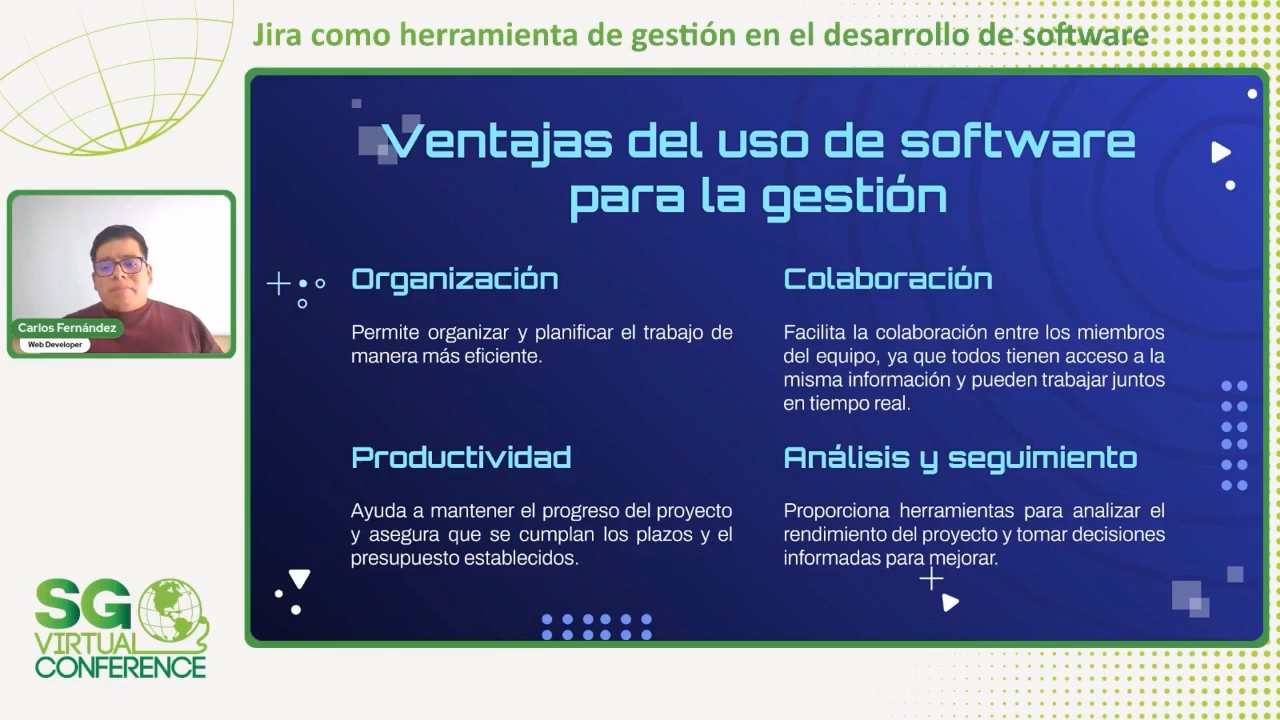 Jira como herramienta de gestión en el desarrollo de software
Ventajas del uso de software
para la gestión
Organización
Permite organizar y planificar el trabajo de
manera más eficiente.
Colaboración
Facilita la colaboración entre los miembros
del equipo, ya que todos tienen acceso a la
misma información y pueden trabajar juntos
en tiempo real.
Productividad
Ayuda a mantener el progreso del proyecto
y asegura que se cumplan los plazos y el
presupuesto establecidos.
Análisis y seguimiento
Proporciona herramientas para analizar el
rendimiento del proyecto y tomar decisiones
informadas para mejorar.
Carlos Fernández
Web Developer
SG
VIRTUAL
CONFERENCE